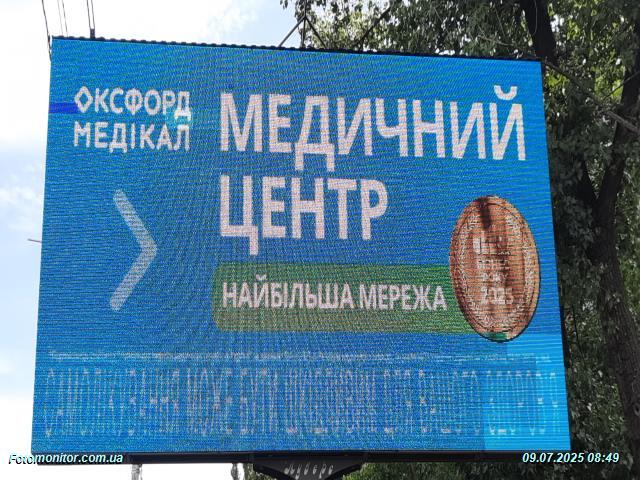 ОКСФОРД
МЕДІКАЛ
МЕДИЧНИЙ
ЦЕНТР
НАЙБІЛЬША МЕРЕЖА
2025
САМОЛІКУВАННЯ МОЖЕ БУТИ ШКІДЛИВИМ ДЛЯ ВАШОГО ЗДОРОВ'Я
Fotomonitor.com.ua
09.07.2025 08:49